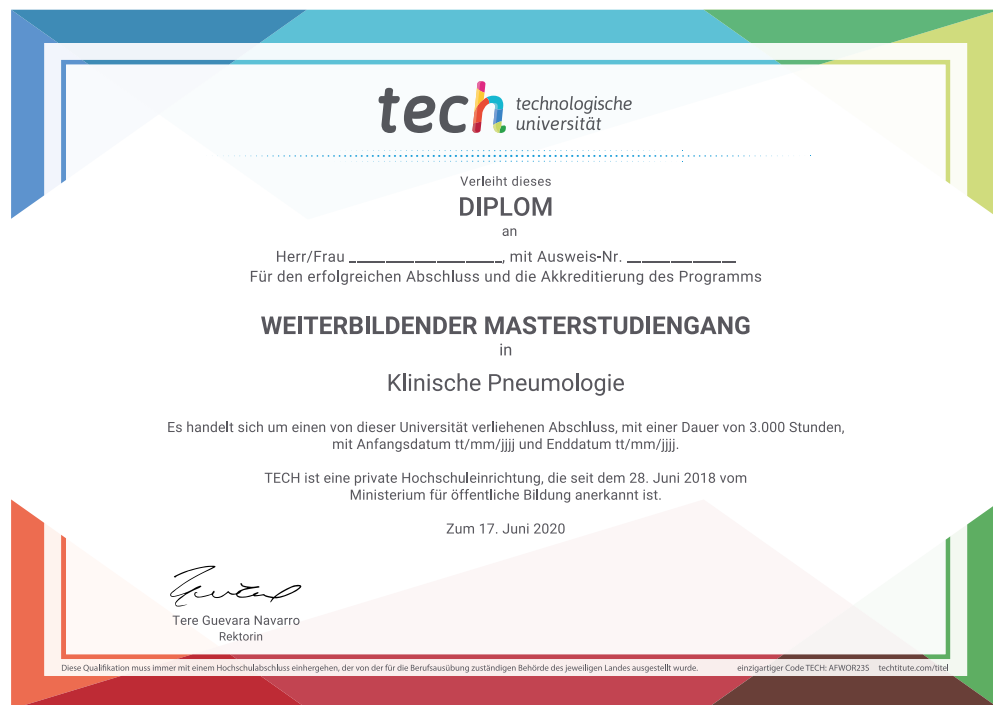 tech technologische
universität
Verleiht dieses
DIPLOM
an
Herr/Frau ____________________, mit Ausweis-Nr. ______________
Für den erfolgreichen Abschluss und die Akkreditierung des Programms
WEITERBILDENDER MASTERSTUDIENGANG
in
Klinische Pneumologie
Es handelt sich um einen von dieser Universität verliehenen Abschluss, mit einer Dauer von 3.000 Stunden,
mit Anfangsdatum tt/mm/jjjj und Enddatum tt/mm/jjjj.
TECH ist eine private Hochschuleinrichtung, die seit dem 28. Juni 2018 vom
Ministerium für öffentliche Bildung anerkannt ist.
Zum 17. Juni 2020
Tere Guevara Navarro
Rektorin
Diese Qualifikation muss immer mit einem Hochschulabschluss einhergehen, der von der für die Berufsausübung zuständigen Behörde des jeweiligen Landes ausgestellt wurde. einzigartiger Code TECH: AFWOR23S techtitute.com/titel